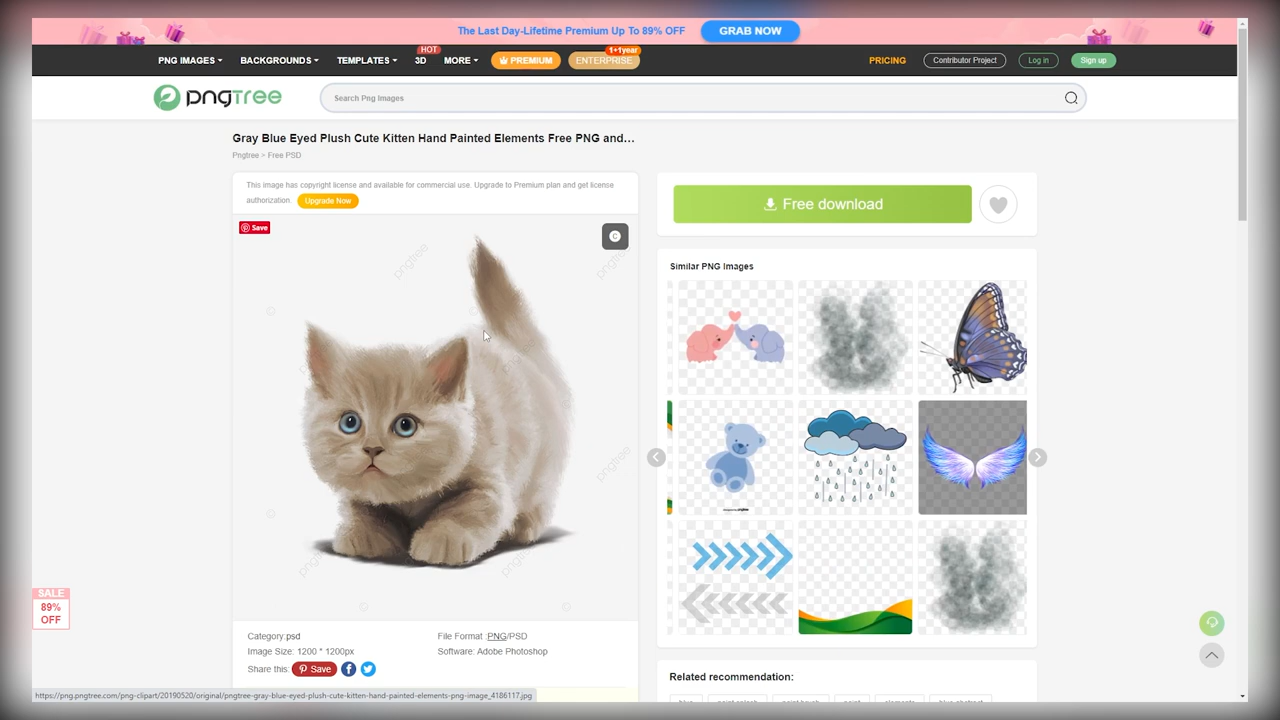 The Last Day-Lifetime Premium Up To 89% OFF GRAB NOW
HOT
1+1year
PNG IMAGES BACKGROUNDS TEMPLATES 3D MORE PREMIUM ENTERPRISE PRICING Contributor Project Log in Sign up
pngtree Search Png Images
Gray Blue Eyed Plush Cute Kitten Hand Painted Elements Free PNG and...
Pngtree > Free PSD
This image has copyright license and available for commercial use. Upgrade to Premium plan and get license
authorization Upgrade Now
Free download
Save
pngtree
pngtree
pngtree
pngtree
pngtree
Similar PNG Images
SALE
89%
OFF
Category:psd File Format :PNG/PSD
Image Size: 1200 * 1200px Software: Adobe Photoshop
Share this: Save
Related recommendation:
https://png.pngtree.com/png-clipart/20190520/original/pngtree-gray-blue-eyed-plush-cute-kitten-hand-painted-elements-png-image_4186117.jpg